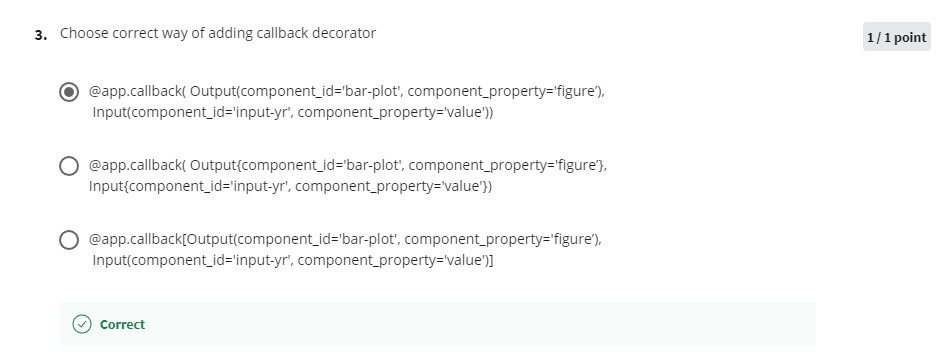 3. Choose correct way of adding callback decorator
1 / 1 point
@app.callback( Output(component_id='bar-plot', component_property='figure’),
Input(component_id='input-yr', component_property='value'))
@app.callback( Output{component_id='bar-plot', component_property='figure’},
Input{component_id='input-yr', component_property='value'})
@app.callback[Output(component_id='bar-plot', component_property='figure’),
Input(component_id='input-yr', component_property='value')]
Correct